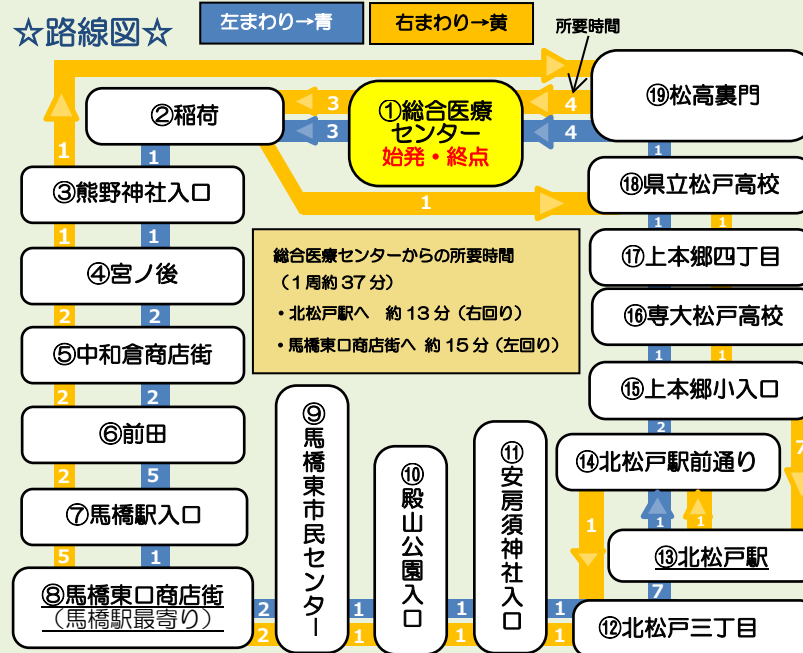 ☆路線図☆
左まわり→青
右まわり→黄
所要時間
①総合医療
センター
始発・終点
②稲荷
③熊野神社入口
④宮ノ後
⑤中和倉商店街
⑥前田
⑦馬橋駅入口
⑧馬橋東口商店街
（馬橋駅最寄り）
⑨馬橋東市民センター
⑩殿山公園入口
⑪安房須神社入口
⑫北松戸三丁目
⑬北松戸駅
⑭北松戸駅前通り
⑮上本郷小入口
⑯専大松戸高校
⑰上本郷四丁目
⑱県立松戸高校
⑲松高裏門
総合医療センターからの所要時間
（１周約 37 分）
・北松戸駅へ　約 13 分（右回り）
・馬橋東口商店街へ 約 15 分（左回り）
3
3
4
4
1
1
1
1
1
2
2
2
2
2
5
5
1
2
2
1
1
1
1
1
1
7
1
1
1
7
2
1
1
1
1
1